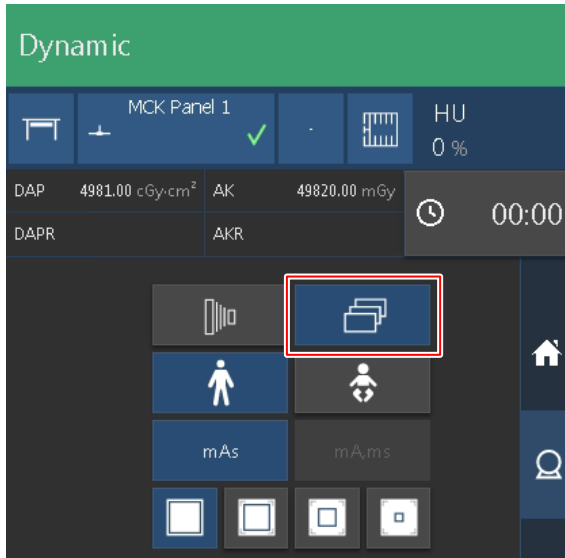 Dynamic
MCK Panel 1
HU
0 %
DAP 4981.00 cGy·cm² AK 49820.00 mGy
DAPR AKR
00:00
mAs mA,ms